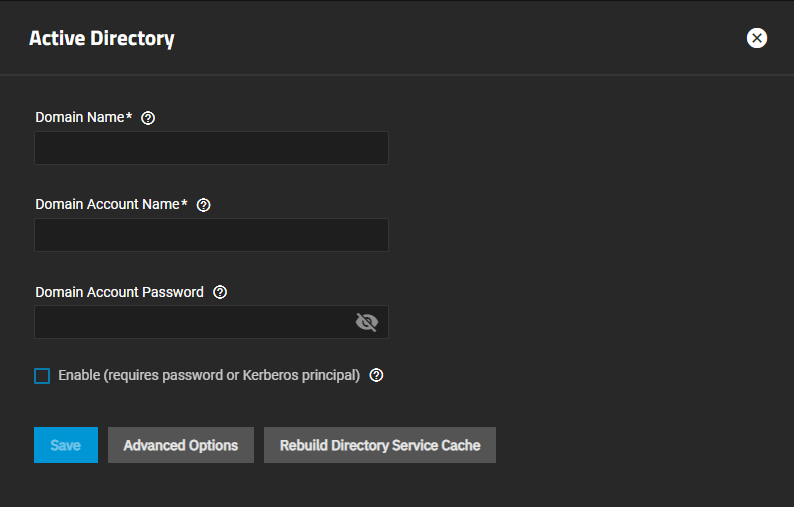 Active Directory
Domain Name*
Domain Account Name*
Domain Account Password
Enable (requires password or Kerberos principal)
Save Advanced Options Rebuild Directory Service Cache